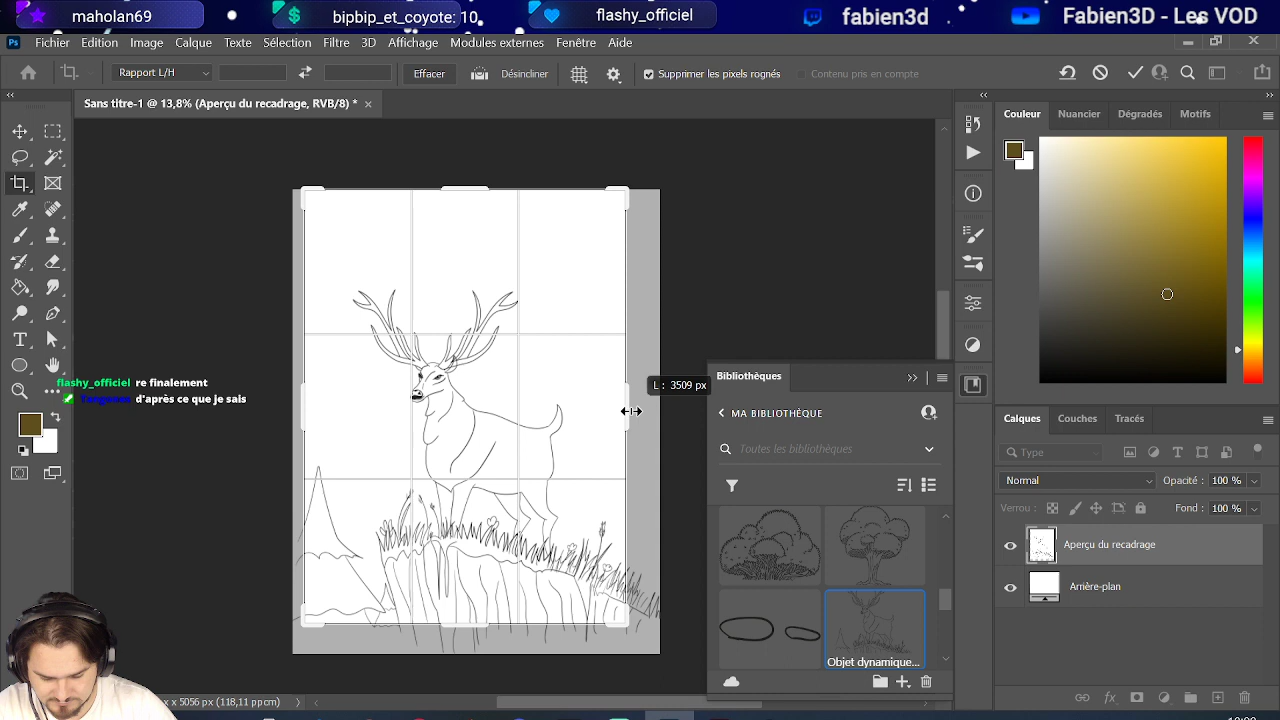 maholan69
bipbip_et_coyote: 10
flashy_officiel
fabien3d
Fabien3D - Les VOD
Ps Fichier Edition Image Calque Texte Sélection Filtre 3D Affichage Modules externes Fenêtre Aide
Rapport L/H Effacer Désincliner Supprimer les pixels rognés Contenu pris en compte
Sans titre-1 @ 13,8% (Aperçu du recadrage, RVB/8) *
Couleur Nuancier Dégradés Motifs
L : 3509 px
flashy_officiel re finalement
d'après ce que je sais
Bibliothèques
MA BIBLIOTHÈQUE
Toutes les bibliothèques
Objet dynamique...
Calques Couches Tracés
Type
Normal Opacité : 100 %
Verrou : Fond : 100 %
Aperçu du recadrage
Arrière-plan
x 5056 px (118,11 ppcm)